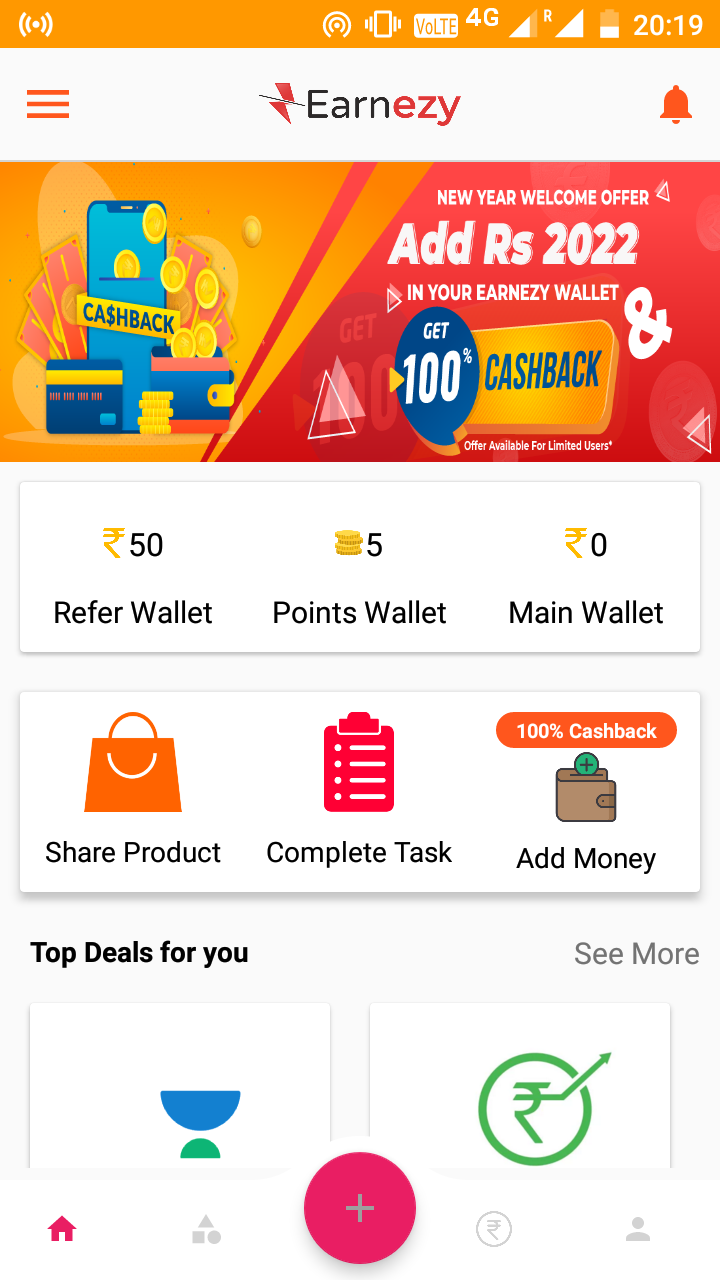 VoLTE 4G R 20:19
Earnezy
NEW YEAR WELCOME OFFER
Add Rs 2022
IN YOUR EARNEZY WALLET
&
CA$HBACK
GET
100
GET
100% CASHBACK
Offer Available For Limited Users*
₹50 5 ₹0
Refer Wallet Points Wallet Main Wallet
100% Cashback
Share Product Complete Task Add Money
Top Deals for you See More